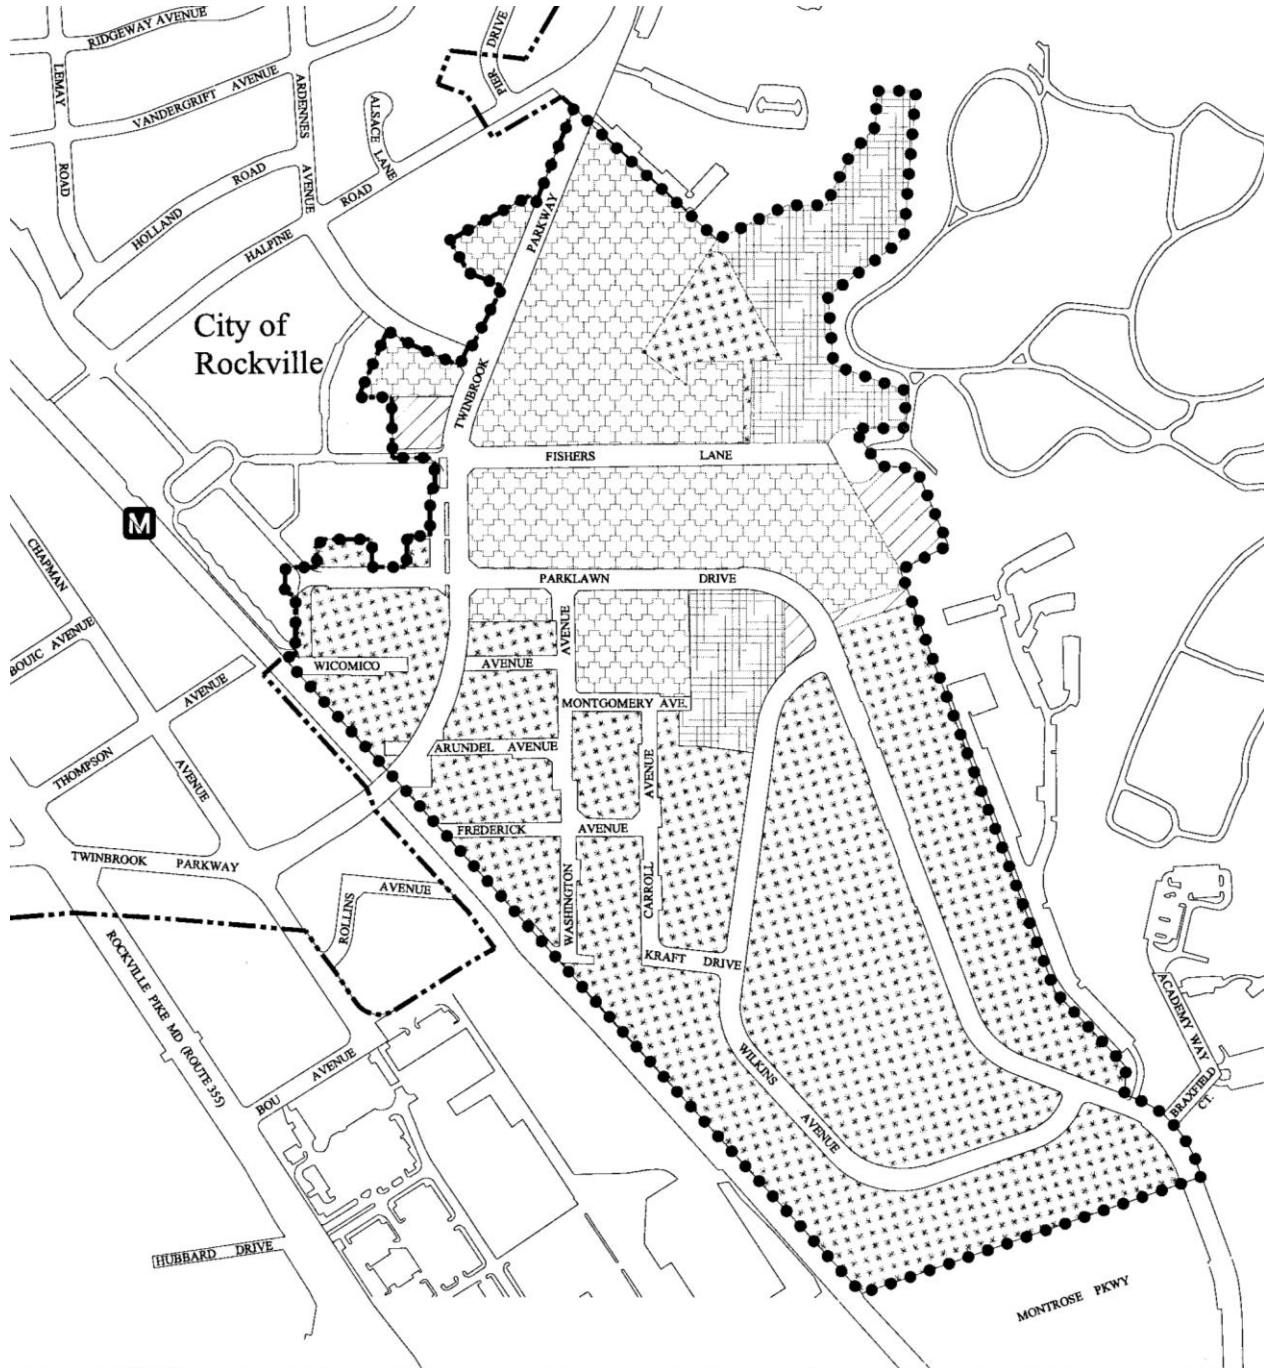 RIDGEWAY AVENUE
LEMAY
ROAD
VANDERGRIFT AVENUE
ARDENNES
AVENUE
ALSACE LANE
PIER DRIVE
HOLLAND ROAD
HALPINE ROAD
City of
Rockville
TWINBROOK PARKWAY
FISHERS LANE
M
CHAPMAN
AVENUE
BOUIC AVENUE
THOMPSON AVENUE
PARKLAWN DRIVE
WICOMICO AVENUE
MONTGOMERY AVE.
ARUNDEL AVENUE
FREDERICK AVENUE
WASHINGTON
AVENUE
CARROLL
AVENUE
KRAFT DRIVE
WILKINS
AVENUE
TWINBROOK PARKWAY
ROLLINS AVENUE
ROCKVILLE PIKE MD (ROUTE 355)
BOU AVENUE
HUBBARD DRIVE
ACADEMY WAY
BRAXFIELD
CT.
MONTROSE PKWY